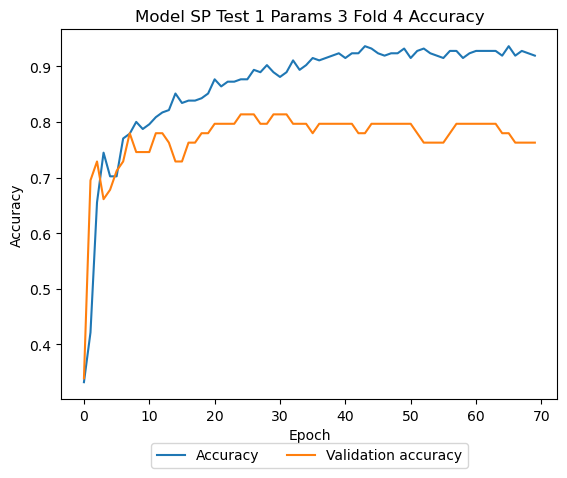 Model SP Test 1 Params 3 Fold 4 Accuracy
Accuracy
0.9
0.8
0.7
0.6
0.5
0.4
0 10 20 30 40 50 60 70
Epoch
Accuracy Validation accuracy